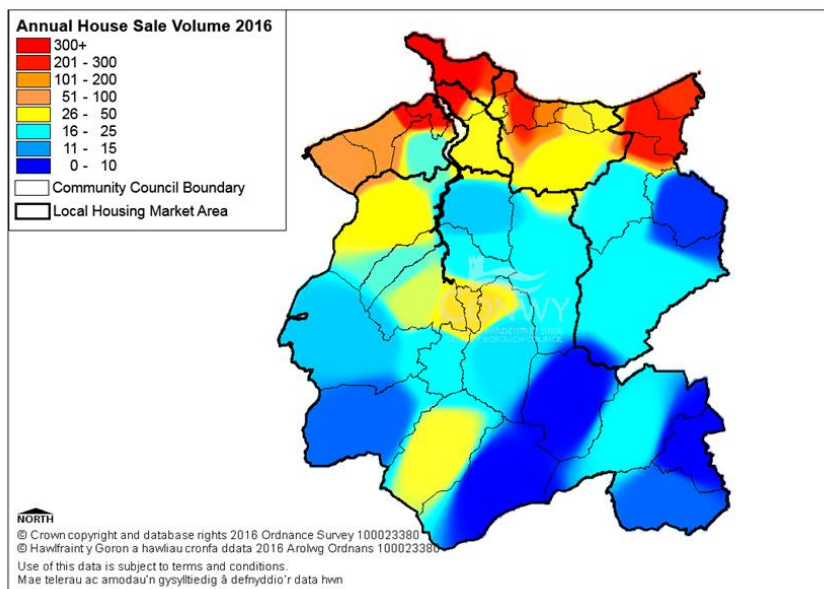 Annual House Sale Volume 2016
300+
201 - 300
101 - 200
51 - 100
26 - 50
16 - 25
11 - 15
0 - 10
Community Council Boundary
Local Housing Market Area
CONWY
NORTH
© Crown copyright and database rights 2016 Ordnance Survey 100023380
© Hawlfraint y Goron a hawliau cronfa ddata 2016 Arolwg Ordnans 100023380
Use of this data is subject to terms and conditions.
Mae telerau ac amodau'n gysylltiedig â defnyddio'r data hwn